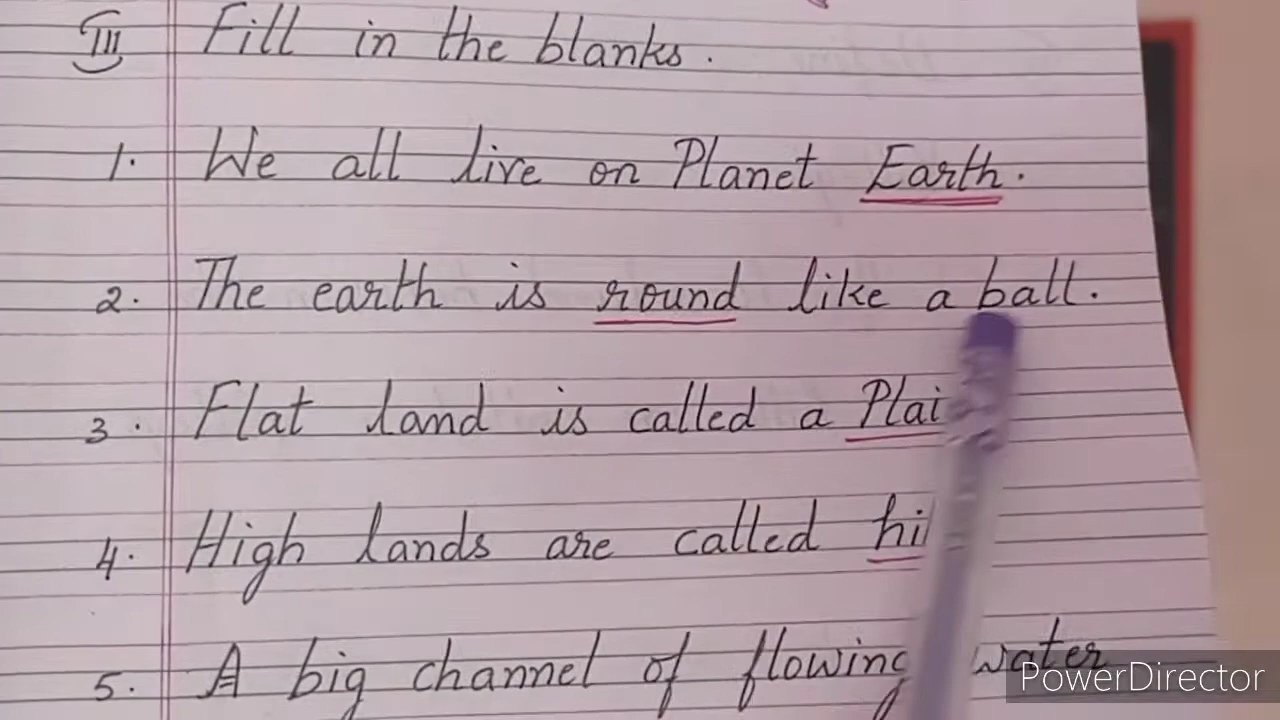 III Fill in the blanks.
1. We all live on Planet Earth.
2. The earth is round like a ball.
3. Flat land is called a
4. High lands are called
5. A big channel of flowing water
PowerDirector